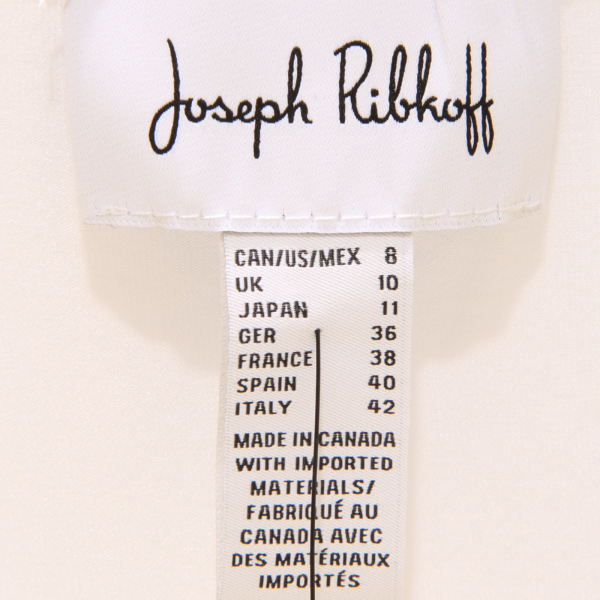 Joseph Ribkoff
CAN/US/MEX 8
UK 10
JAPAN 11
GER 36
FRANCE 38
SPAIN 40
ITALY 42
MADE IN CANADA
WITH IMPORTED
MATERIALS/
FABRIQUÉ AU
CANADA AVEC
DES MATÉRIAUX
IMPORTÉS